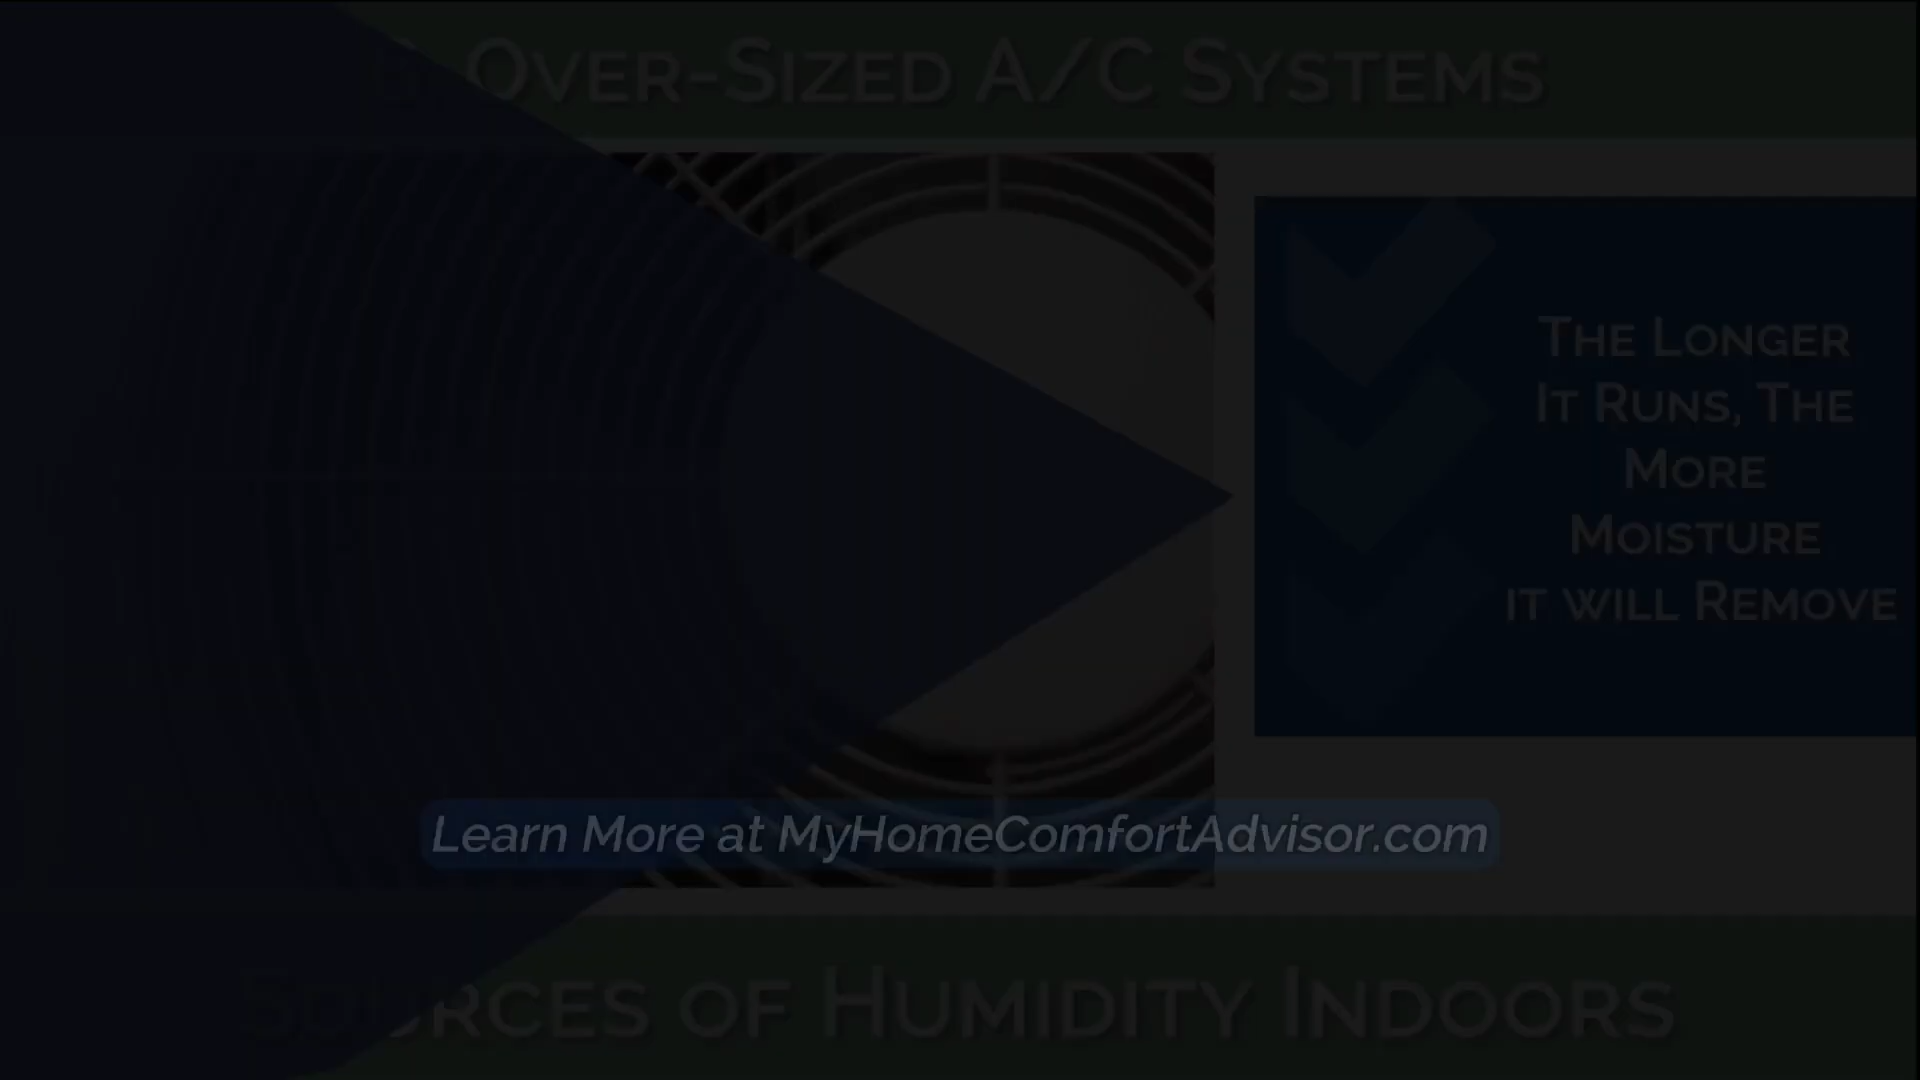 Over-Sized A/C Systems
The Longer
It Runs, The
More
Moisture
it will Remove
Learn More at MyHomeComfortAdvisor.com
Sources of Humidity Indoors